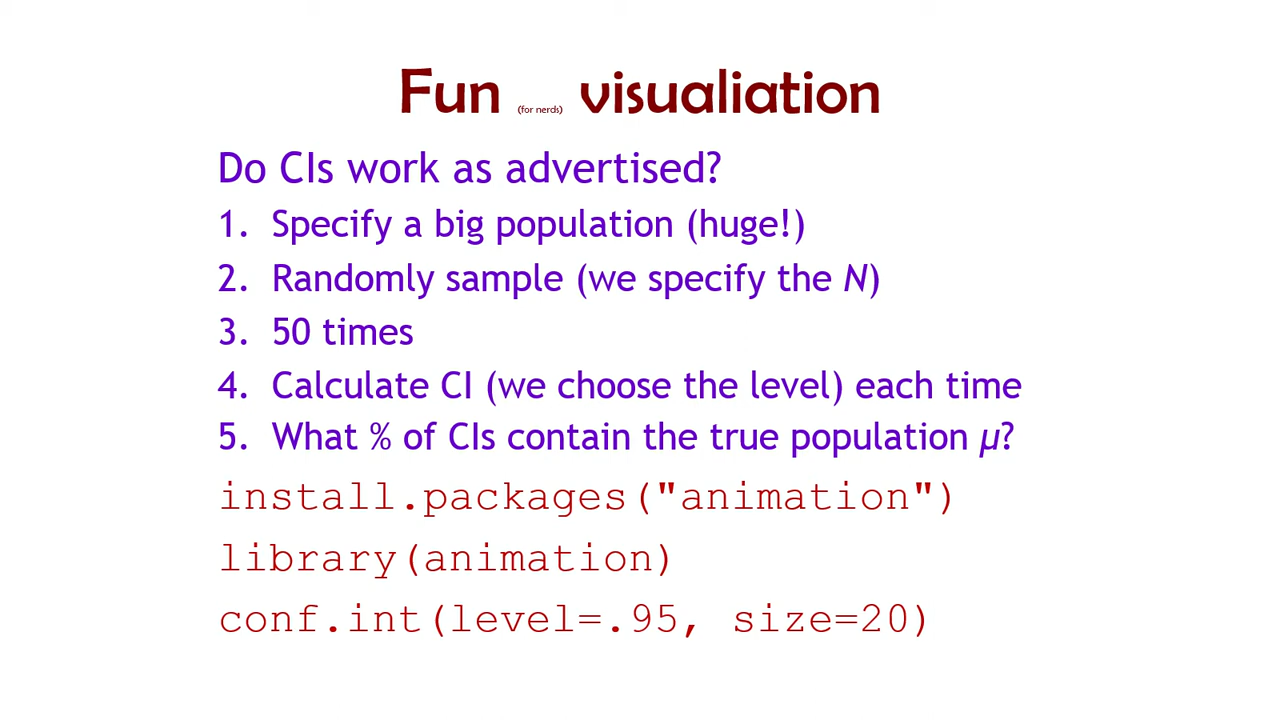 Fun (for nerds) visualiation
Do CIs work as advertised?
1. Specify a big population (huge!)
2. Randomly sample (we specify the N)
3. 50 times
4. Calculate CI (we choose the level) each time
5. What % of CIs contain the true population μ?
install.packages("animation")
library(animation)
conf.int(level=.95, size=20)